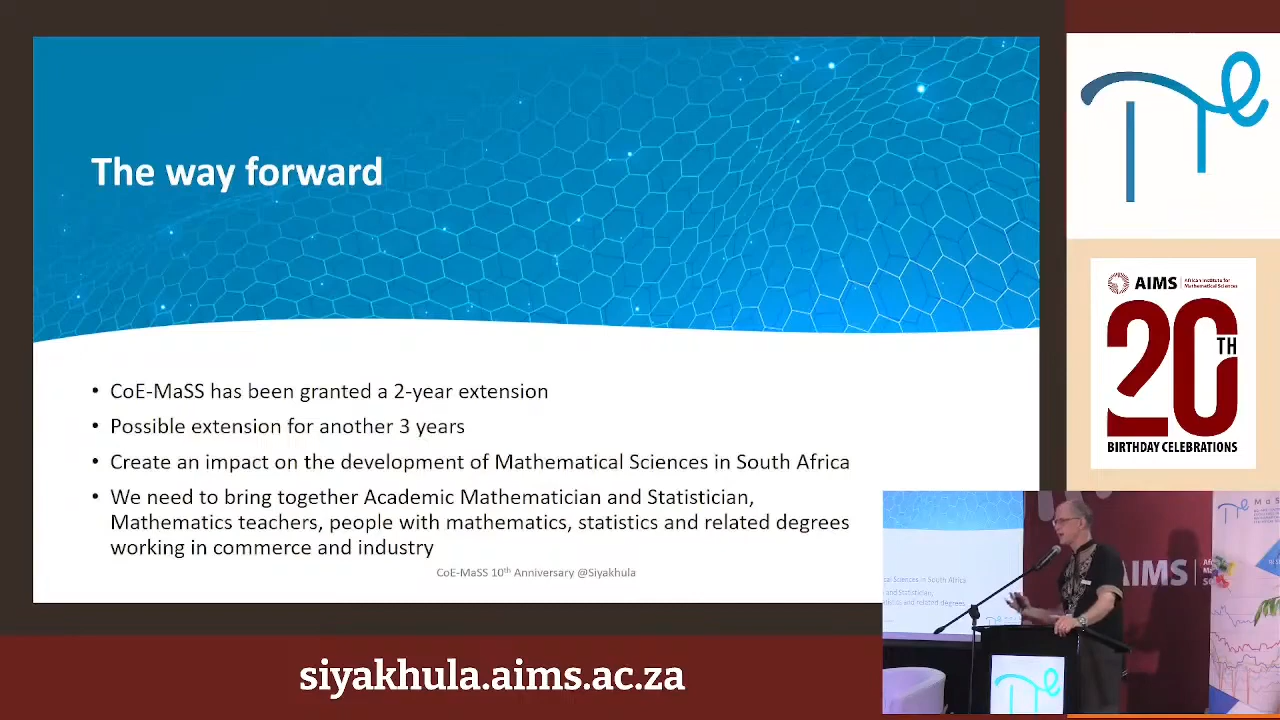 The way forward
• CoE-MaSS has been granted a 2-year extension
• Possible extension for another 3 years
• Create an impact on the development of Mathematical Sciences in South Africa
• We need to bring together Academic Mathematician and Statistician,
Mathematics teachers, people with mathematics, statistics and related degrees
working in commerce and industry
CoE-MaSS 10th Anniversary @Siyakhula
AIMS
African Institute for
Mathematical Sciences
20TH
BIRTHDAY CELEBRATIONS
AIMS
siyakhula.aims.ac.za